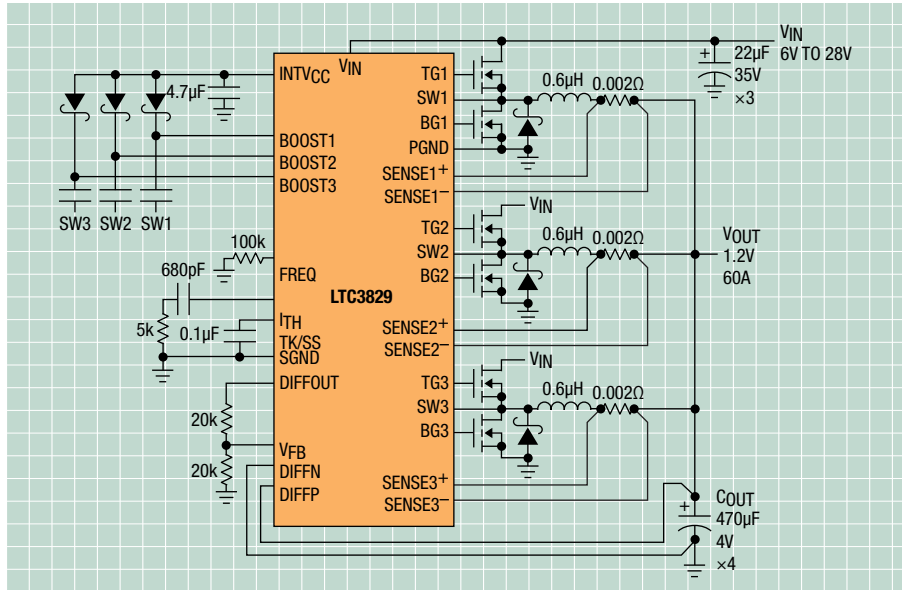 VIN
6V TO 28V
22µF
35V
×3
+
INTVCC
VIN
4.7µF
TG1
SW1
BG1
PGND
0.6µH
0.002Ω
BOOST1
BOOST2
BOOST3
SENSE1+
SENSE1–
SW3
SW2
SW1
VIN
TG2
SW2
BG2
0.6µH
0.002Ω
VOUT
1.2V
60A
100k
FREQ
680pF
LTC3829
5k
0.1µF
ITH
TK/SS
SGND
SENSE2+
SENSE2–
VIN
DIFFOUT
TG3
SW3
BG3
0.6µH
0.002Ω
20k
VFB
20k
DIFFN
DIFFP
SENSE3+
SENSE3–
COUT
+
470µF
4V
×4